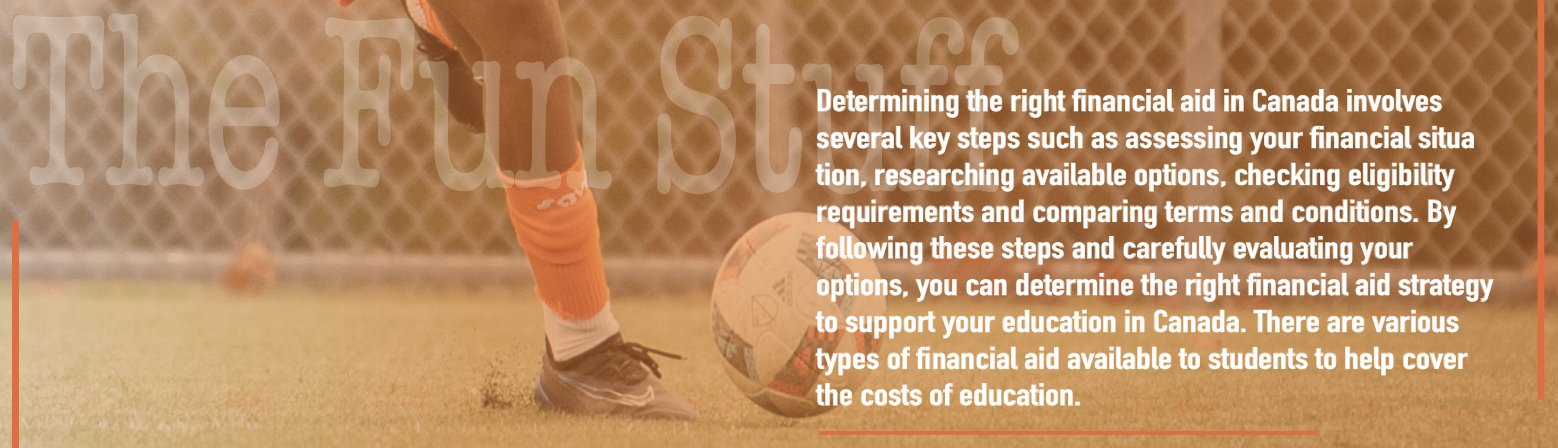 The Fun Stuff
Determining the right financial aid in Canada involves
several key steps such as assessing your financial situa
tion, researching available options, checking eligibility
requirements and comparing terms and conditions. By
following these steps and carefully evaluating your
options, you can determine the right financial aid strategy
to support your education in Canada. There are various
types of financial aid available to students to help cover
the costs of education.